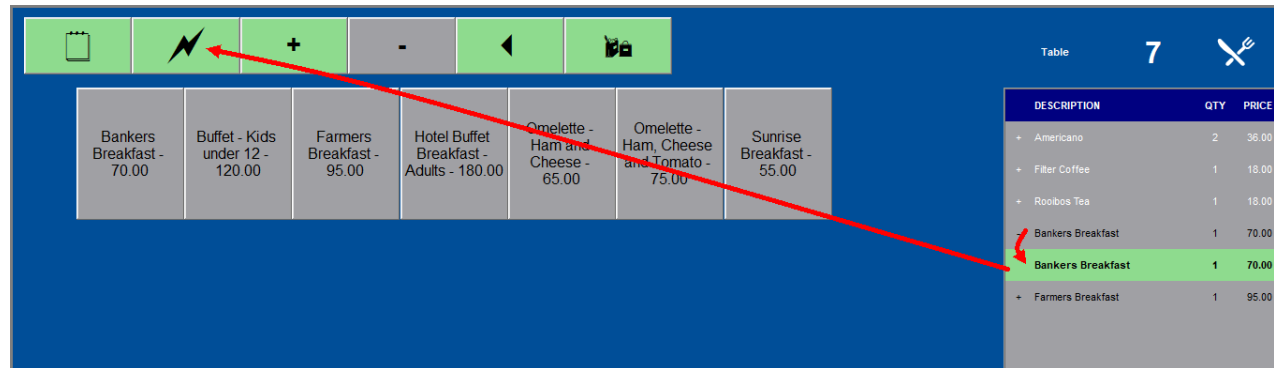 + -
Table 7
Bankers
Breakfast -
70.00
Buffet - Kids
under 12 -
120.00
Farmers
Breakfast -
95.00
Hotel Buffet
Breakfast -
Adults - 180.00
Omelette -
Ham and
Cheese -
65.00
Omelette -
Ham, Cheese
and Tomato -
75.00
Sunrise
Breakfast -
55.00
DESCRIPTION QTY PRICE
+ Americano 2 36.00
+ Filter Coffee 1 18.00
+ Rooibos Tea 1 18.00
- Bankers Breakfast 1 70.00
Bankers Breakfast 1 70.00
+ Farmers Breakfast 1 95.00